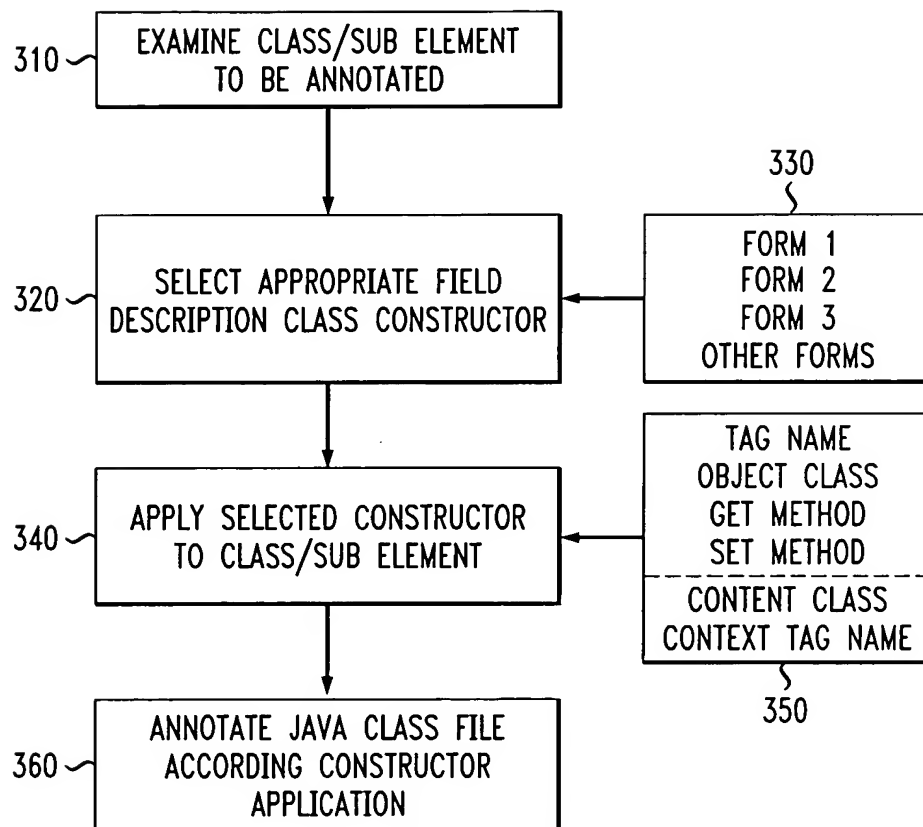 310
EXAMINE CLASS/SUB ELEMENT
TO BE ANNOTATED
330
320
SELECT APPROPRIATE FIELD
DESCRIPTION CLASS CONSTRUCTOR
FORM 1
FORM 2
FORM 3
OTHER FORMS
340
APPLY SELECTED CONSTRUCTOR
TO CLASS/SUB ELEMENT
TAG NAME
OBJECT CLASS
GET METHOD
SET METHOD
CONTENT CLASS
CONTEXT TAG NAME
350
360
ANNOTATE JAVA CLASS FILE
ACCORDING CONSTRUCTOR
APPLICATION